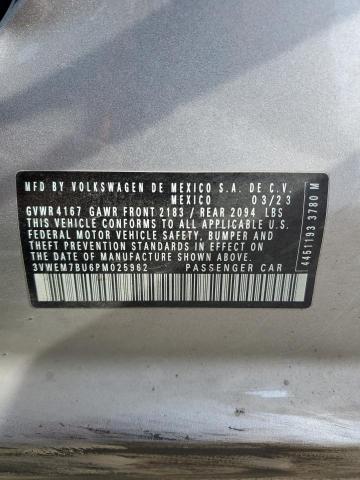 MFD BY VOLKSWAGEN DE MEXICO S.A. DE C.V.
MEXICO 03/23
GVWR 4167 GAWR FRONT 2183 / REAR 2094 LBS
THIS VEHICLE CONFORMS TO ALL APPLICABLE U.S.
FEDERAL MOTOR VEHICLE SAFETY, BUMPER AND
THEFT PREVENTION STANDARDS IN EFFECT ON
THE DATE OF MANUFACTURE SHOWN ABOVE.
3VWEM7BU6PM025962 PASSENGER CAR
4451193 3780 M